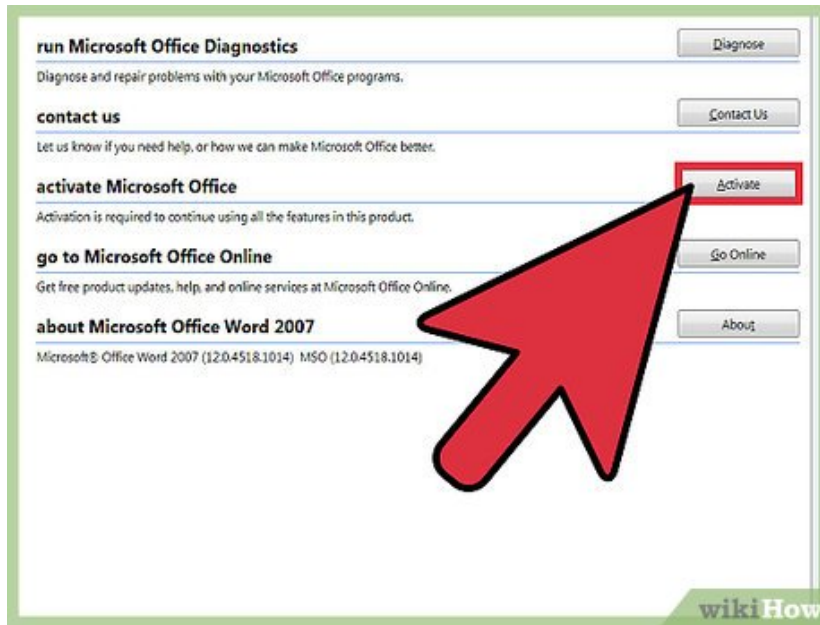 run Microsoft Office Diagnostics
Diagnose
Diagnose and repair problems with your Microsoft Office programs.
contact us
Contact Us
Let us know if you need help, or how we can make Microsoft Office better.
activate Microsoft Office
Activate
Activation is required to continue using all the features in this product.
go to Microsoft Office Online
Go Online
Get free product updates, help, and online services at Microsoft Office Online.
about Microsoft Office Word 2007
About
Microsoft® Office Word 2007 (12.0.4518.1014) MSO (12.0.4518.1014)
wikiHow